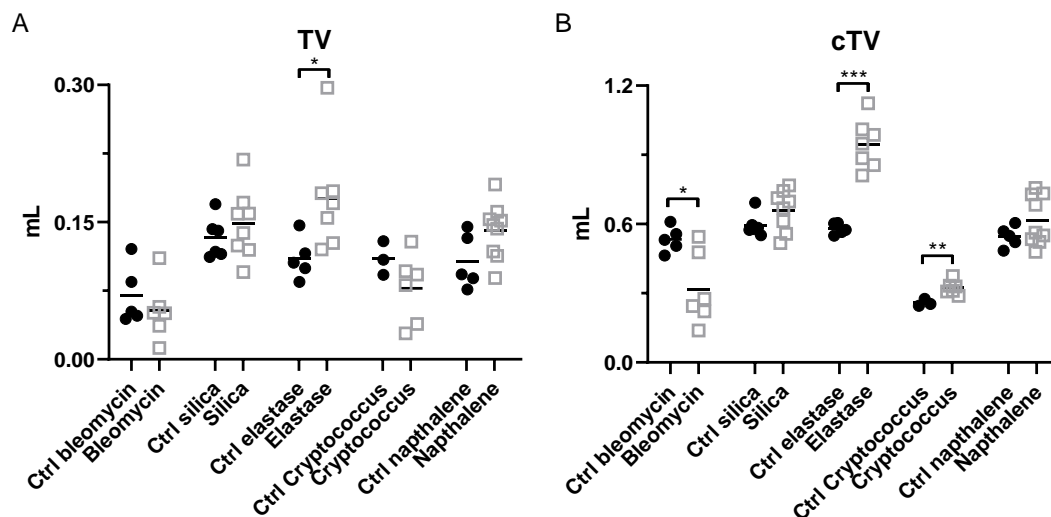 A
TV
*
0.30
0.15
0.00
mL
Ctrl bleomycin
Bleomycin
Ctrl silica
Silica
Ctrl elastase
Elastase
Ctrl Cryptococcus
Cryptococcus
Ctrl napthalene
Napthalene
B
cTV
***
*
**
1.2
0.6
0.0
mL
Ctrl bleomycin
Bleomycin
Ctrl silica
Silica
Ctrl elastase
Elastase
Ctrl Cryptococcus
Cryptococcus
Ctrl napthalene
Napthalene